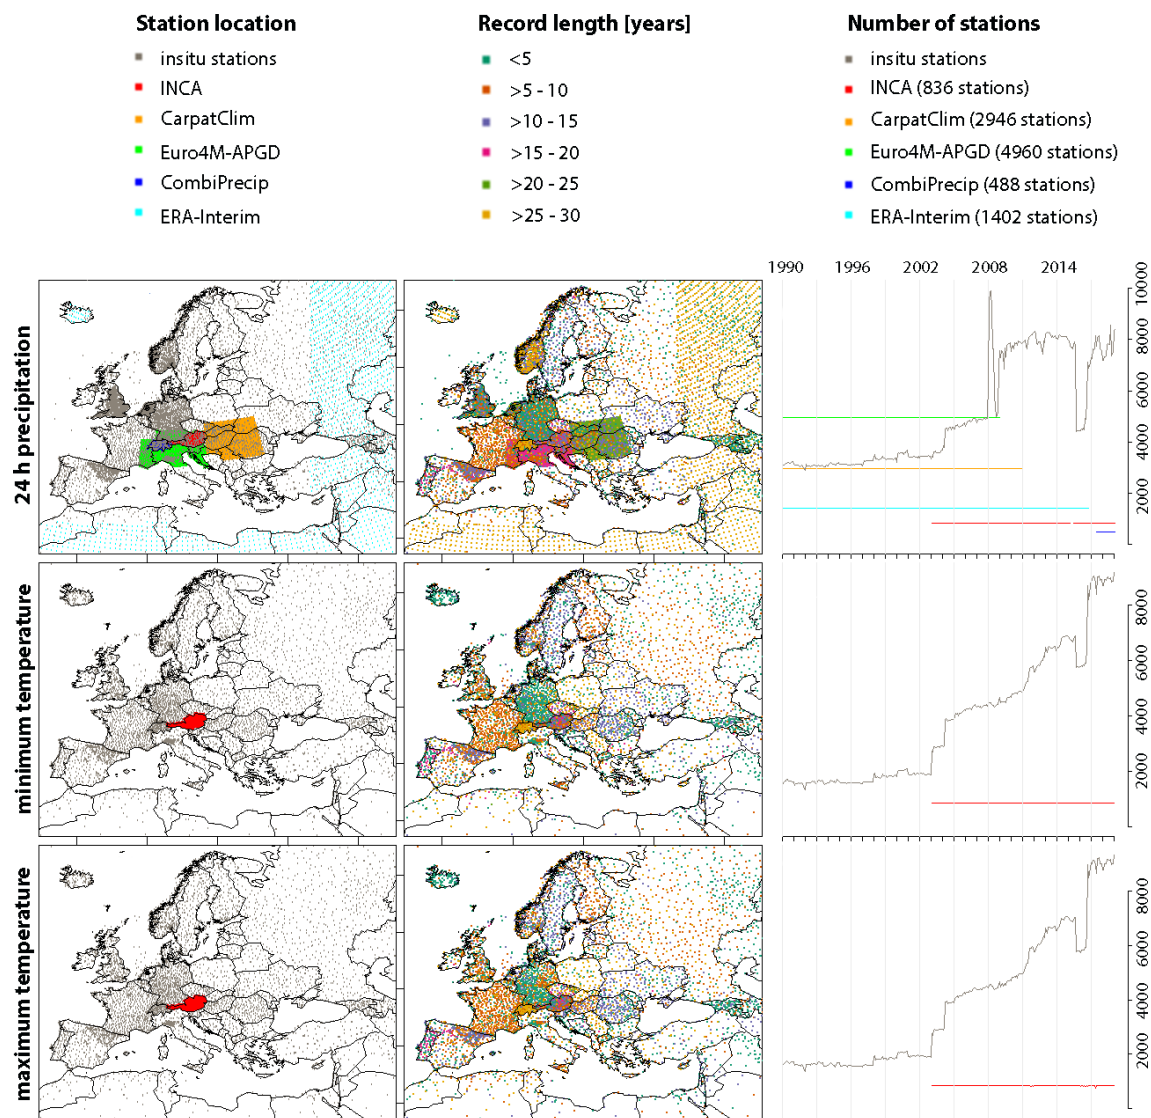 Station location
insitu stations
INCA
CarpatClim
Euro4M-APGD
CombiPrecip
ERA-Interim
Record length [years]
<5
>5 - 10
>10 - 15
>15 - 20
>20 - 25
>25 - 30
Number of stations
insitu stations
INCA (836 stations)
CarpatClim (2946 stations)
Euro4M-APGD (4960 stations)
CombiPrecip (488 stations)
ERA-Interim (1402 stations)
1990 1996 2002 2008 2014
24 h precipitation
10000
8000
6000
4000
2000
minimum temperature
8000
6000
4000
2000
maximum temperature
8000
6000
4000
2000